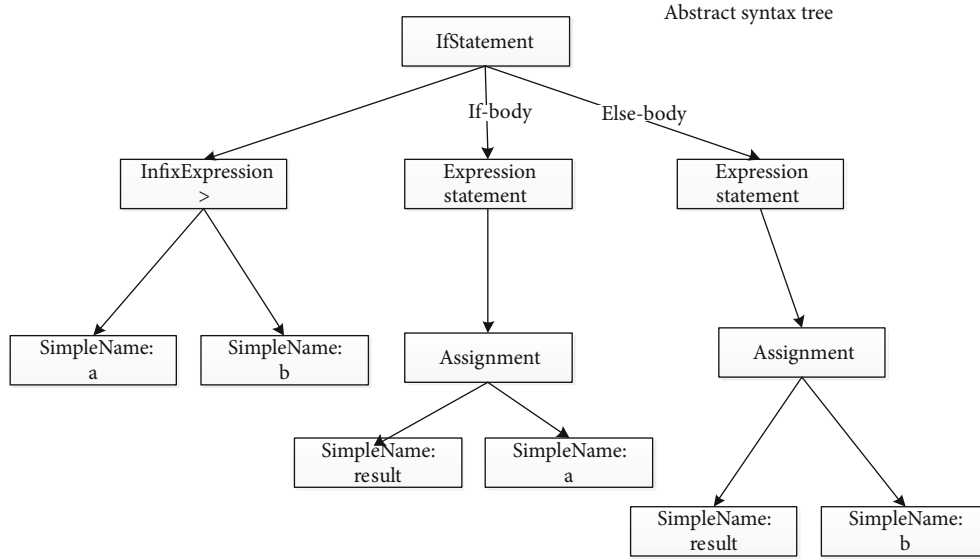 Abstract syntax tree
IfStatement
If-body
Else-body
InfixExpression
>
Expression
statement
Expression
statement
SimpleName:
a
SimpleName:
b
Assignment
Assignment
SimpleName:
result
SimpleName:
a
SimpleName:
result
SimpleName:
b